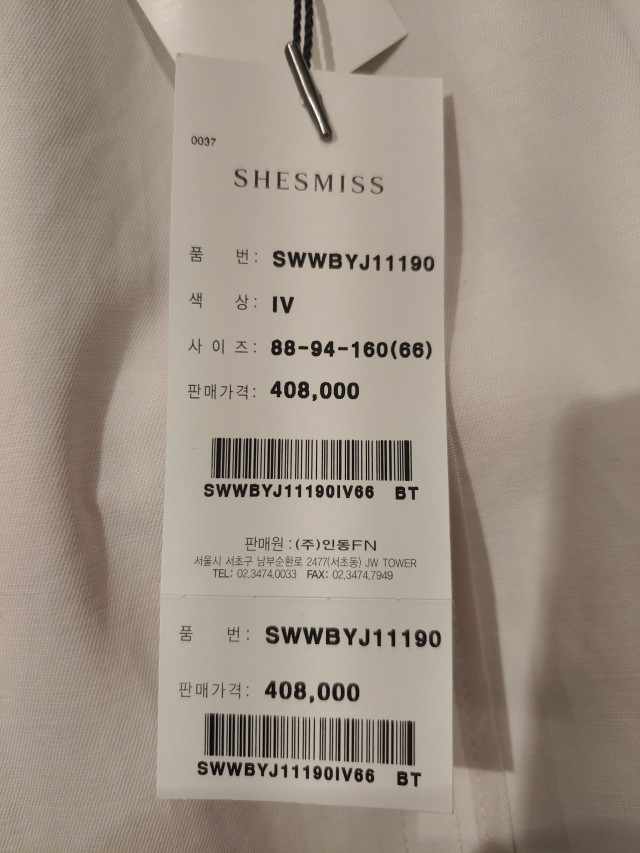 0037
SHESMISS
품 번: SWWBYJ11190
색 상: IV
사 이 즈: 88-94-160(66)
판매가격: 408,000
SWWBYJ11190IV66 BT
판매원 : (주)인동FN
서울시 서초구 남부순환로 2477(서초동) JW TOWER
TEL: 02.3474.0033 FAX: 02.3474.7949
품 번: SWWBYJ11190
판매가격: 408,000
SWWBYJ11190IV66 BT